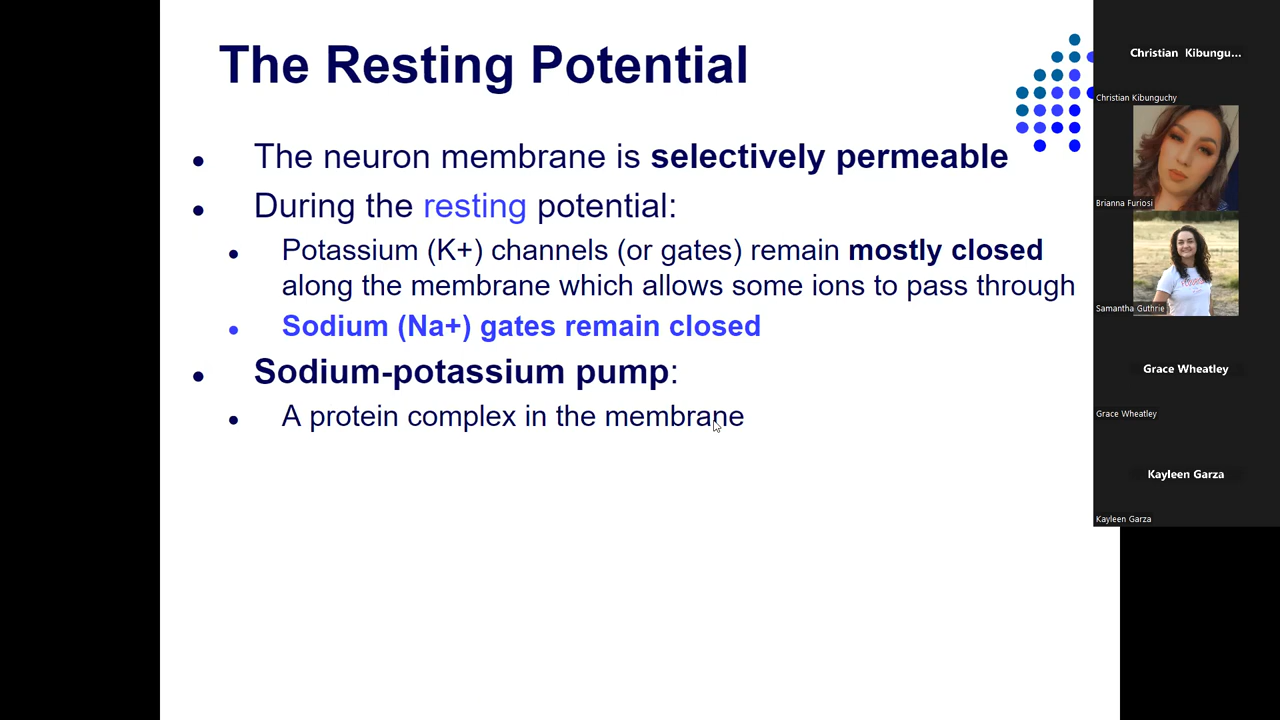 The Resting Potential
• The neuron membrane is selectively permeable
• During the resting potential:
• Potassium (K+) channels (or gates) remain mostly closed
along the membrane which allows some ions to pass through
• Sodium (Na+) gates remain closed
• Sodium-potassium pump:
• A protein complex in the membrane
Christian Kibungu...
Christian Kibunguchy
Brianna Furiosi
Samantha Guthrie
Grace Wheatley
Grace Wheatley
Kayleen Garza
Kayleen Garza